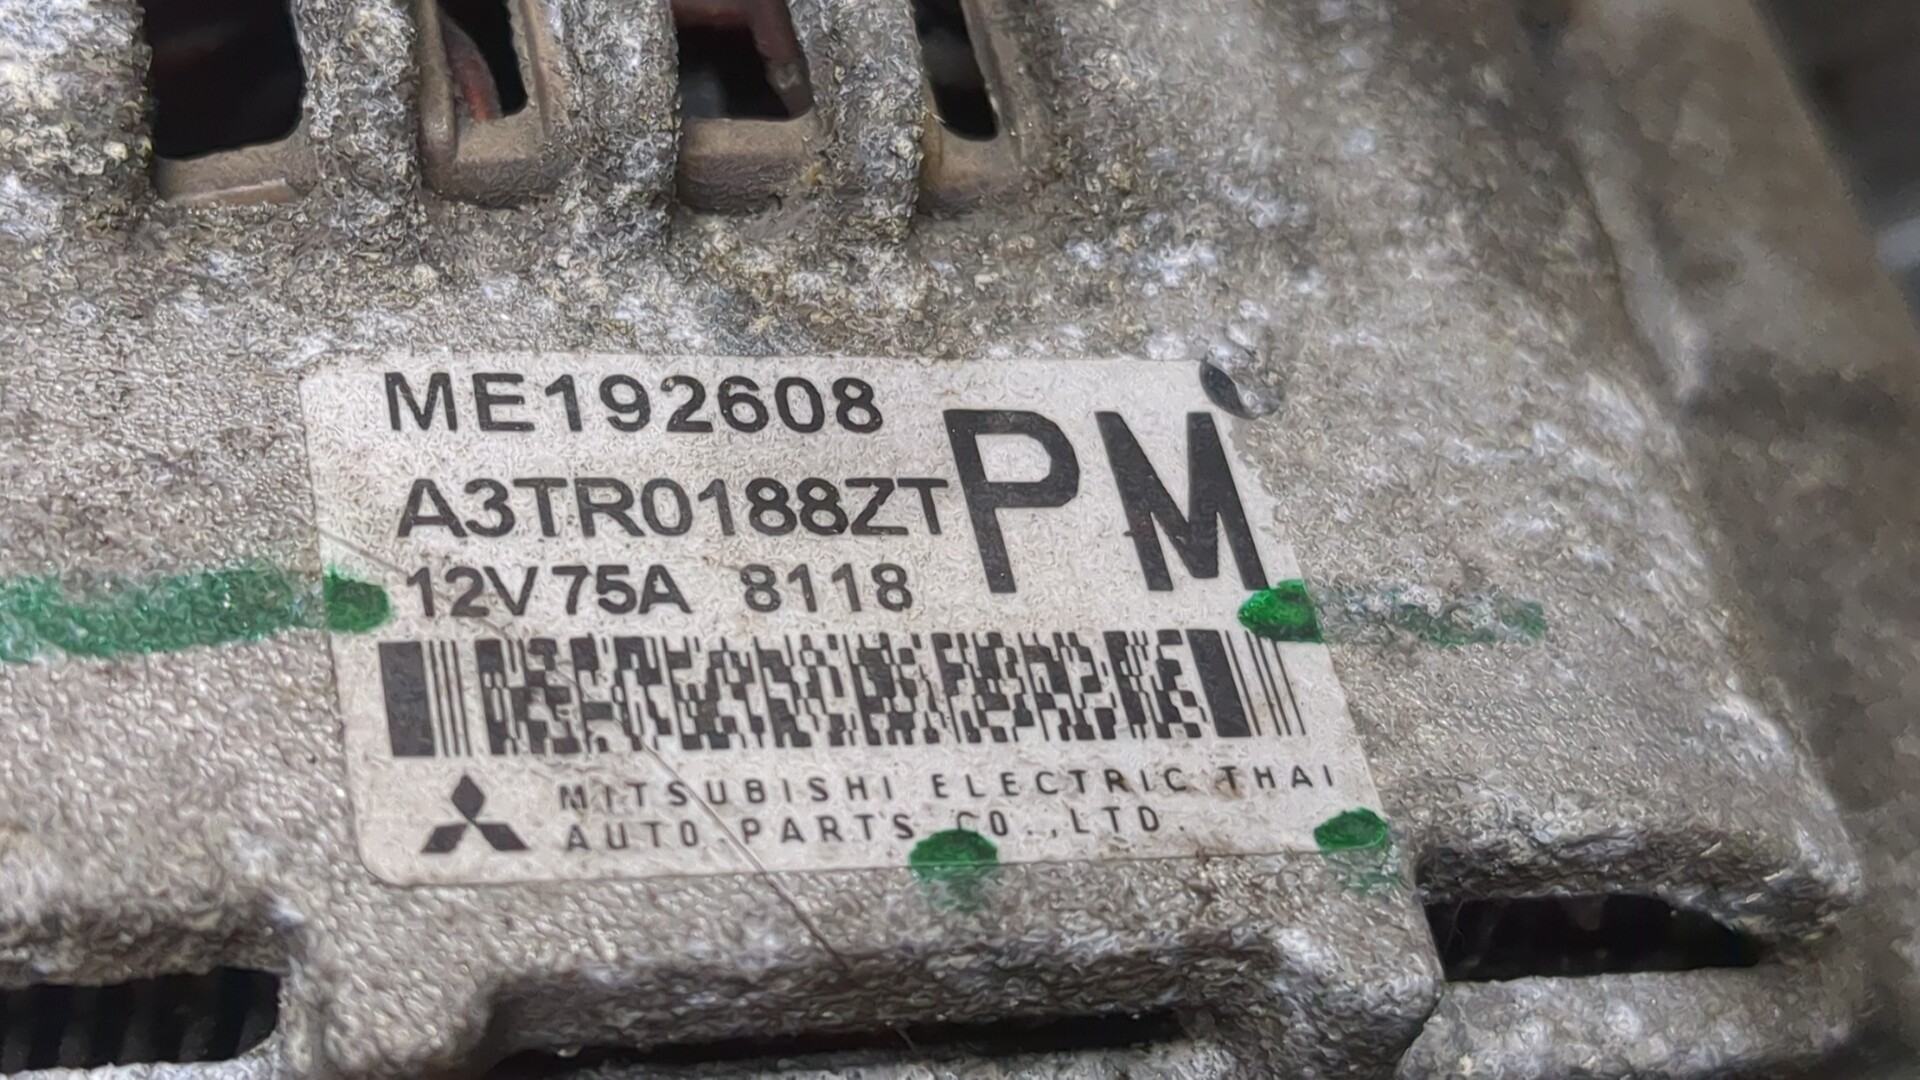 ME192608
A3TR0188ZT
PM
12V 75A 8118
MITSUBISHI ELECTRIC THAI
AUTO PARTS CO.,LTD.